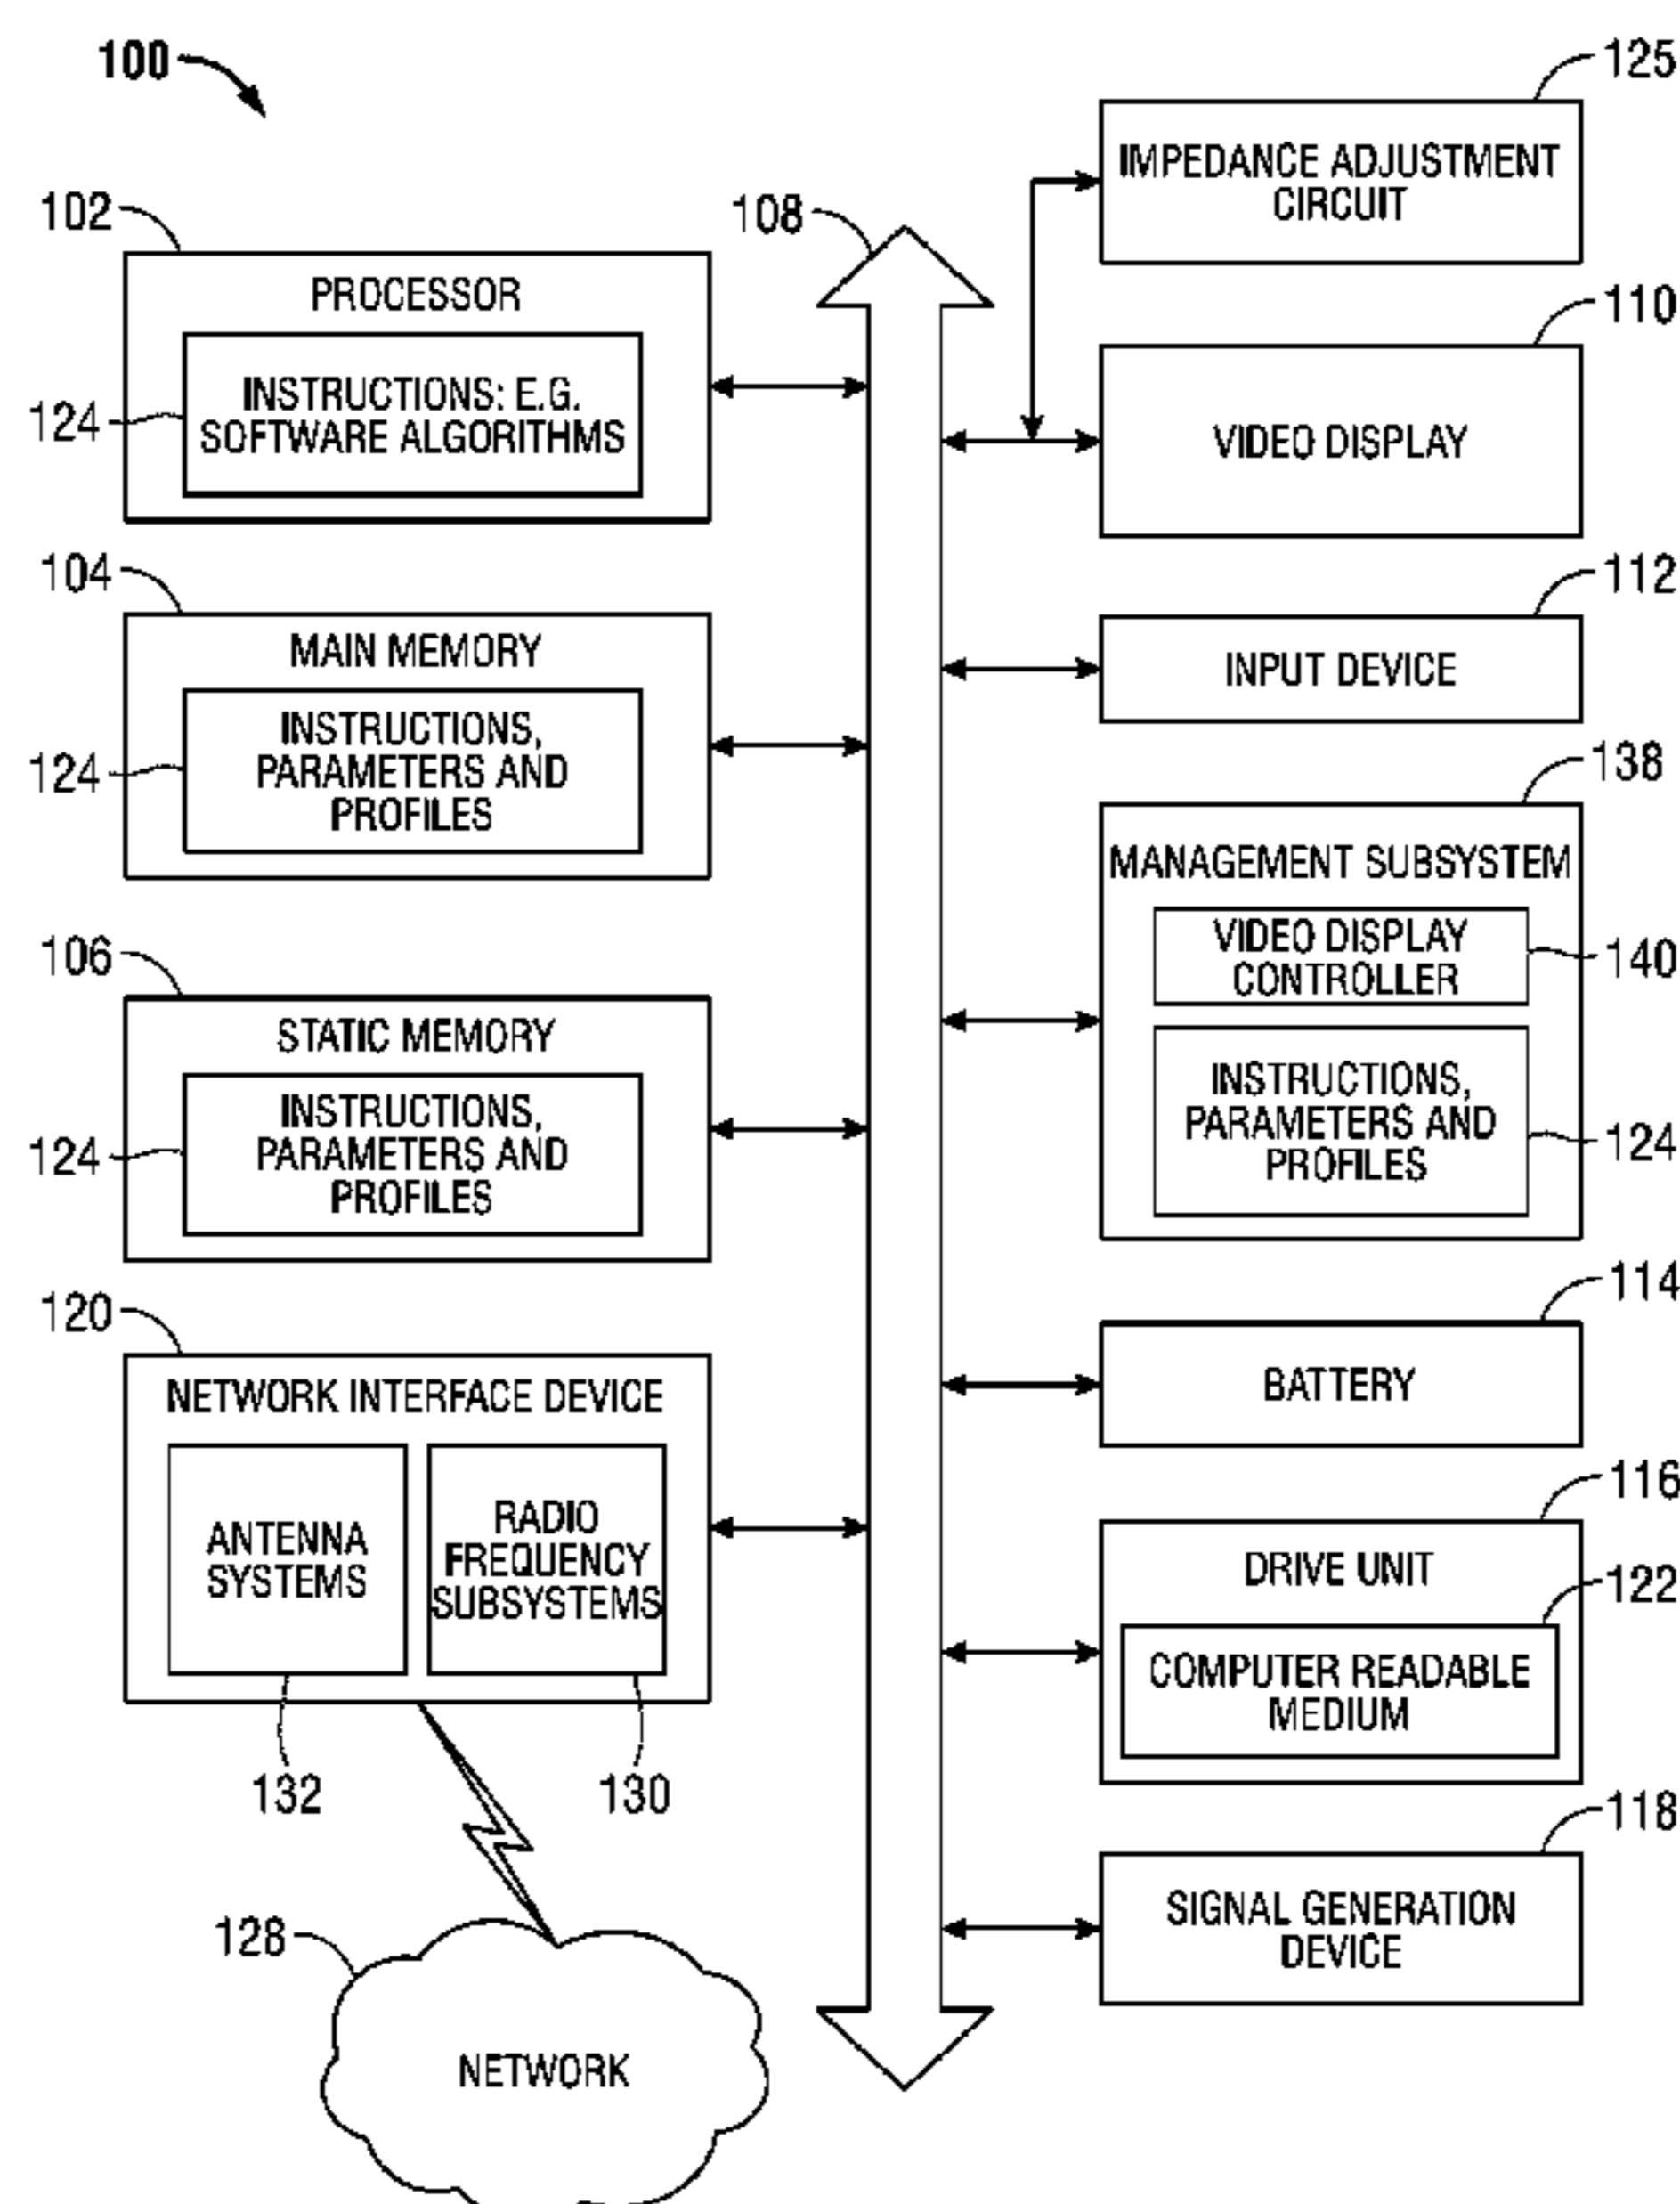 100
102
PROCESSOR
124
INSTRUCTIONS: E.G.
SOFTWARE ALGORITHMS
104
MAIN MEMORY
124
INSTRUCTIONS,
PARAMETERS AND
PROFILES
106
STATIC MEMORY
124
INSTRUCTIONS,
PARAMETERS AND
PROFILES
120
NETWORK INTERFACE DEVICE
ANTENNA
SYSTEMS
RADIO
FREQUENCY
SUBSYSTEMS
132
130
128
NETWORK
108
125
IMPEDANCE ADJUSTMENT
CIRCUIT
110
VIDEO DISPLAY
112
INPUT DEVICE
138
MANAGEMENT SUBSYSTEM
VIDEO DISPLAY
CONTROLLER
140
INSTRUCTIONS,
PARAMETERS AND
PROFILES
124
114
BATTERY
116
DRIVE UNIT
122
COMPUTER READABLE
MEDIUM
118
SIGNAL GENERATION
DEVICE